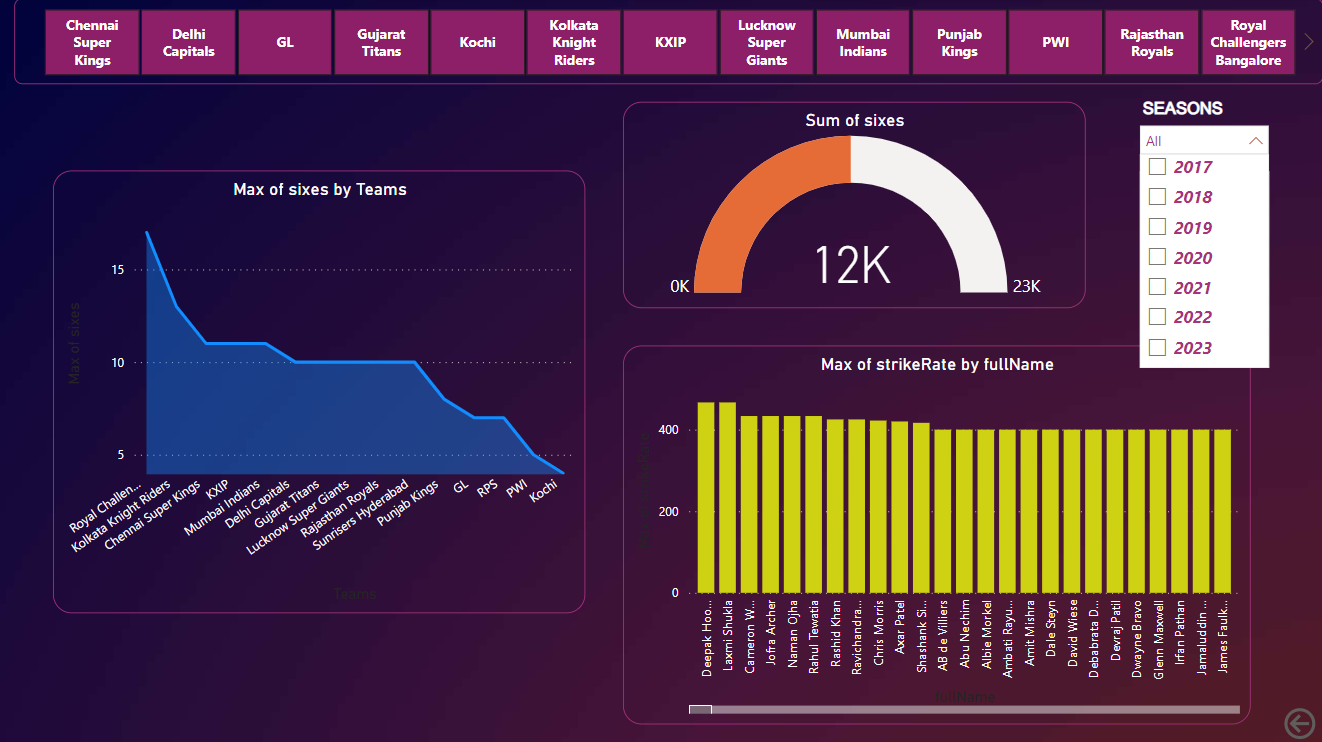 Chennai
Super
Kings
Delhi
Capitals
GL
Gujarat
Titans
Kochi
Kolkata
Knight
Riders
KXIP
Lucknow
Super
Giants
Mumbai
Indians
Punjab
Kings
PWI
Rajasthan
Royals
Royal
Challengers
Bangalore
Max of sixes by Teams
Max of sixes
15
10
5
Royal Challen...
Kolkata Knight Riders
Chennai Super Kings
KXIP
Mumbai Indians
Delhi Capitals
Gujarat Titans
Lucknow Super Giants
Rajasthan Royals
Sunrisers Hyderabad
Punjab Kings
GL
RPS
PWI
Kochi
Teams
Sum of sixes
12K
0K
23K
SEASONS
All
2017
2018
2019
2020
2021
2022
2023
Max of strikeRate by fullName
400
200
0
Deepak Hoo...
Laxmi Shukla
Cameron W...
Jofra Archer
Naman Ojha
Rahul Tewatia
Rashid Khan
Ravichandra...
Chris Morris
Axar Patel
Shashank Si...
AB de Villiers
Abu Nechim
Albie Morkel
Ambati Rayu...
Amit Mishra
Dale Steyn
David Wiese
Debabrata D...
Devraj Patil
Dwayne Bravo
Glenn Maxwell
Irfan Pathan
Jamaluddin ...
James Faulk...
fullName